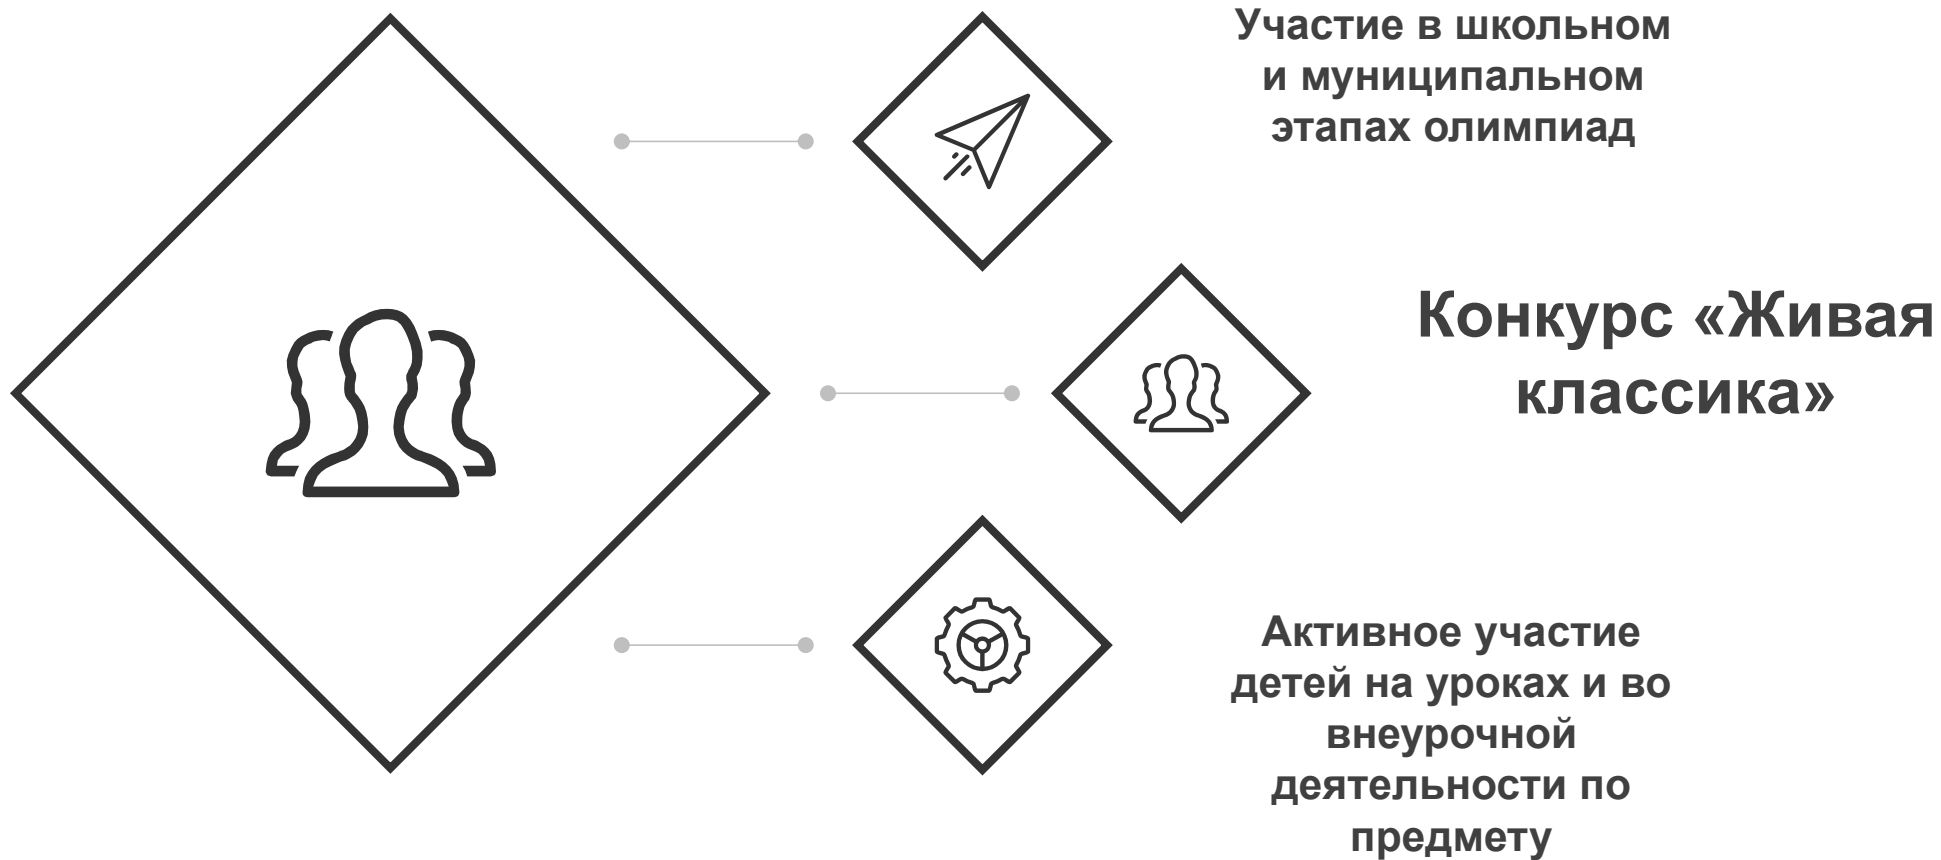 Участие в школьном
и муниципальном
этапах олимпиад
Конкурс «Живая
классика»
Активное участие
детей на уроках и во
внеурочной
деятельности по
предмету